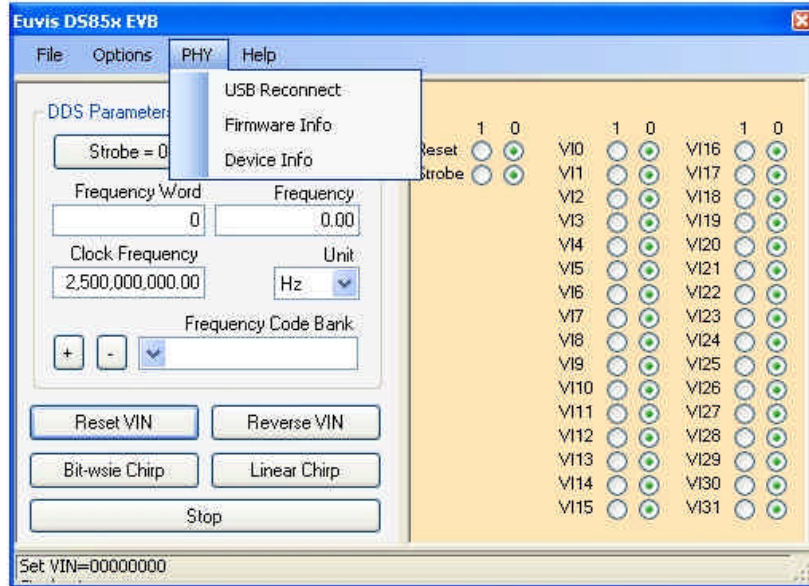 Euvis DS85x EVB
File Options PHY Help
USB Reconnect
Firmware Info
Device Info
DDS Parameter
Strobe = 0
Frequency Word Frequency
0 0.00
Clock Frequency Unit
2,500,000,000.00 Hz
Frequency Code Bank
+ -
Reset VIN Reverse VIN
Bit-wsie Chirp Linear Chirp
Stop
1 0 1 0 1 0
Reset VI0 VI16
Strobe VI1 VI17
VI2 VI18
VI3 VI19
VI4 VI20
VI5 VI21
VI6 VI22
VI7 VI23
VI8 VI24
VI9 VI25
VI10 VI26
VI11 VI27
VI12 VI28
VI13 VI29
VI14 VI30
VI15 VI31
Set VIN=00000000